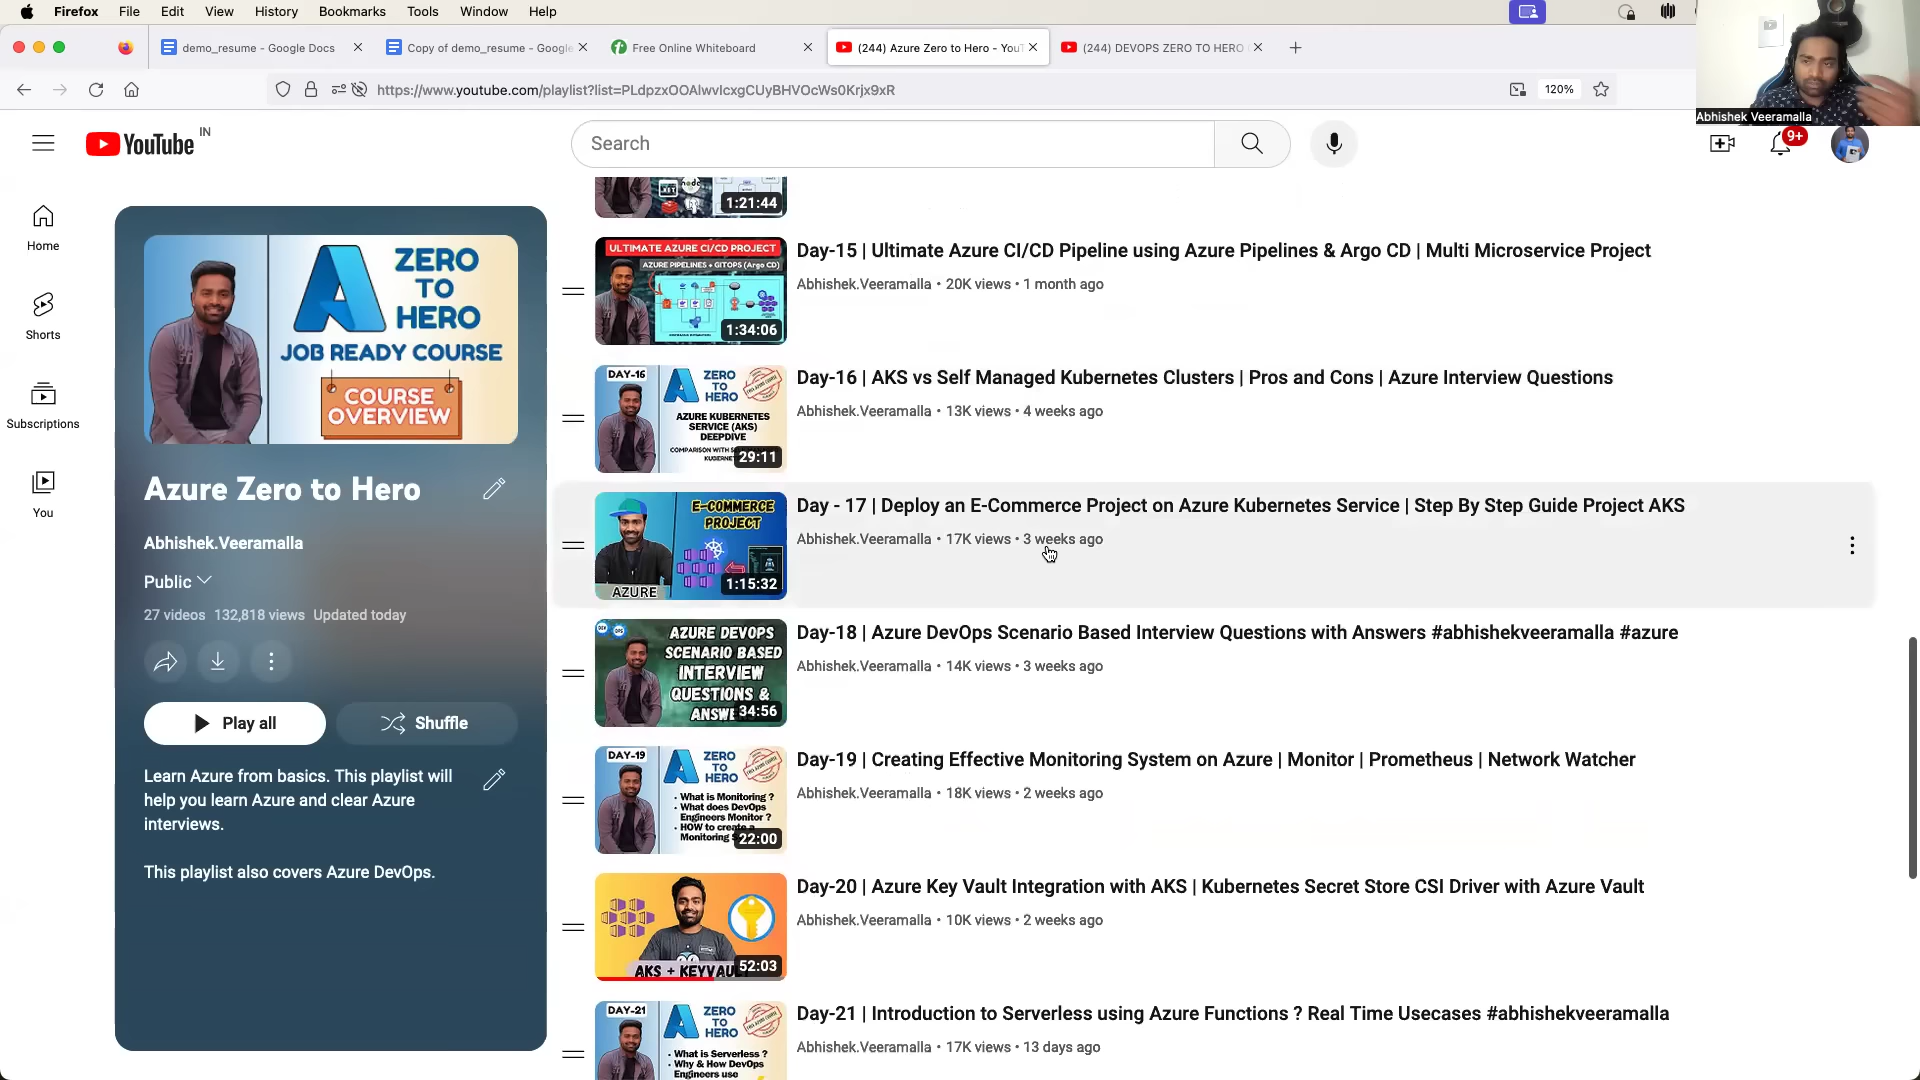 Firefox File Edit View History Bookmarks Tools Window Help
demo_resume - Google Docs
Copy of demo_resume - Google
Free Online Whiteboard
(244) Azure Zero to Hero - YouT
(244) DEVOPS ZERO TO HERO
https://www.youtube.com/playlist?list=PLdpzxOOAlwvIcxgCUyBHVOcWs0Krjx9xR
120%
Abhishek Veeramalla
YouTube IN
Search
9+
Home
Shorts
Subscriptions
You
ZERO
TO
HERO
JOB READY COURSE
COURSE
OVERVIEW
Azure Zero to Hero
Abhishek.Veeramalla
Public
27 videos 132,818 views Updated today
Play all
Shuffle
Learn Azure from basics. This playlist will
help you learn Azure and clear Azure
interviews.
This playlist also covers Azure DevOps.
1:21:44
ULTIMATE AZURE CI/CD PROJECT
AZURE PIPELINES + GITOPS (Argo CD)
1:34:06
Day-15 | Ultimate Azure CI/CD Pipeline using Azure Pipelines & Argo CD | Multi Microservice Project
Abhishek.Veeramalla • 20K views • 1 month ago
DAY-16
ZERO
TO
HERO
AZURE KUBERNETES
SERVICE (AKS)
DEEPDIVE
29:11
Day-16 | AKS vs Self Managed Kubernetes Clusters | Pros and Cons | Azure Interview Questions
Abhishek.Veeramalla • 13K views • 4 weeks ago
E-COMMERCE
PROJECT
AZURE
1:15:32
Day - 17 | Deploy an E-Commerce Project on Azure Kubernetes Service | Step By Step Guide Project AKS
Abhishek.Veeramalla • 17K views • 3 weeks ago
AZURE DEVOPS
SCENARIO BASED
INTERVIEW
QUESTIONS &
34:56
Day-18 | Azure DevOps Scenario Based Interview Questions with Answers #abhishekveeramalla #azure
Abhishek.Veeramalla • 14K views • 3 weeks ago
DAY-19
ZERO
TO
HERO
• What is Monitoring ?
• What does DevOps
Engineers Monitor ?
• HOW to create a
Monitoring
22:00
Day-19 | Creating Effective Monitoring System on Azure | Monitor | Prometheus | Network Watcher
Abhishek.Veeramalla • 18K views • 2 weeks ago
AKS + KEYVAULT
52:03
Day-20 | Azure Key Vault Integration with AKS | Kubernetes Secret Store CSI Driver with Azure Vault
Abhishek.Veeramalla • 10K views • 2 weeks ago
DAY-21
ZERO
TO
HERO
• What is Serverless ?
• Why & How DevOps
Engineers use
Day-21 | Introduction to Serverless using Azure Functions ? Real Time Usecases #abhishekveeramalla
Abhishek.Veeramalla • 17K views • 13 days ago